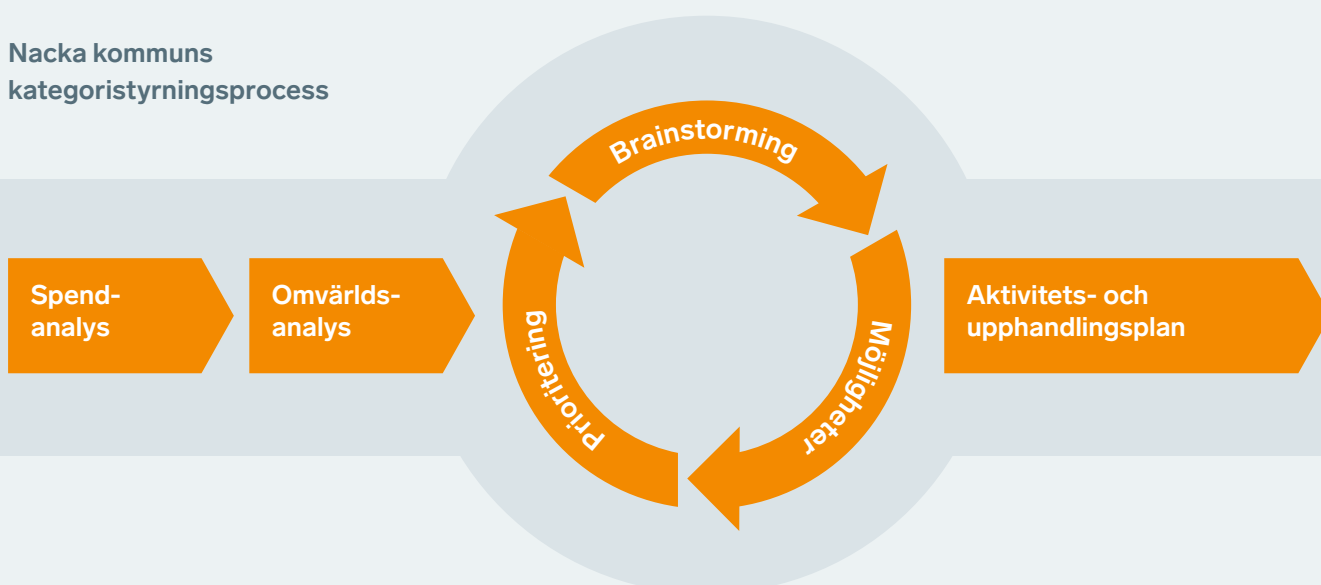 Nacka kommuns
kategoristyrningsprocess
Spend-
analys
Omvärlds-
analys
Brainstorming
Möjligheter
Prioritering
Aktivitets- och
upphandlingsplan